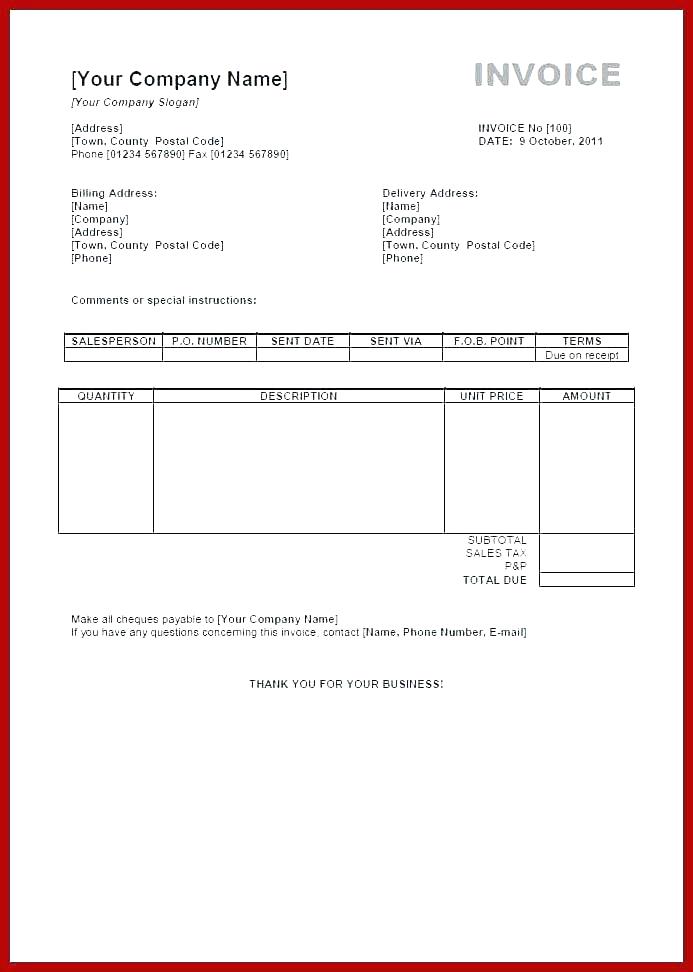 [Your Company Name]
INVOICE
[Your Company Slogan]
[Address]
INVOICE No [100]
[Town, County Postal Code]
DATE: 9 October, 2011
Phone [01234 567890] Fax [01234 567890]
Billing Address:
[Name]
[Company]
[Address]
[Town, County Postal Code]
[Phone]
Delivery Address:
[Name]
[Company]
[Address]
[Town, County Postal Code]
[Phone]
Comments or special instructions:
SALESPERSON P.O. NUMBER SENT DATE SENT VIA F.O.B. POINT TERMS
Due on receipt
QUANTITY DESCRIPTION UNIT PRICE AMOUNT
SUBTOTAL
SALES TAX
P&P
TOTAL DUE
Make all cheques payable to [Your Company Name]
If you have any questions concerning this invoice, contact [Name, Phone Number, E-mail]
THANK YOU FOR YOUR BUSINESS!